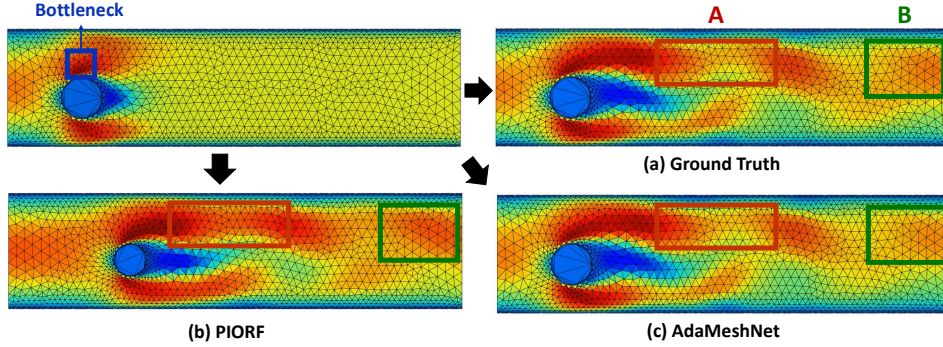 Bottleneck
A
B
(a) Ground Truth
(b) PIORF
(c) AdaMeshNet